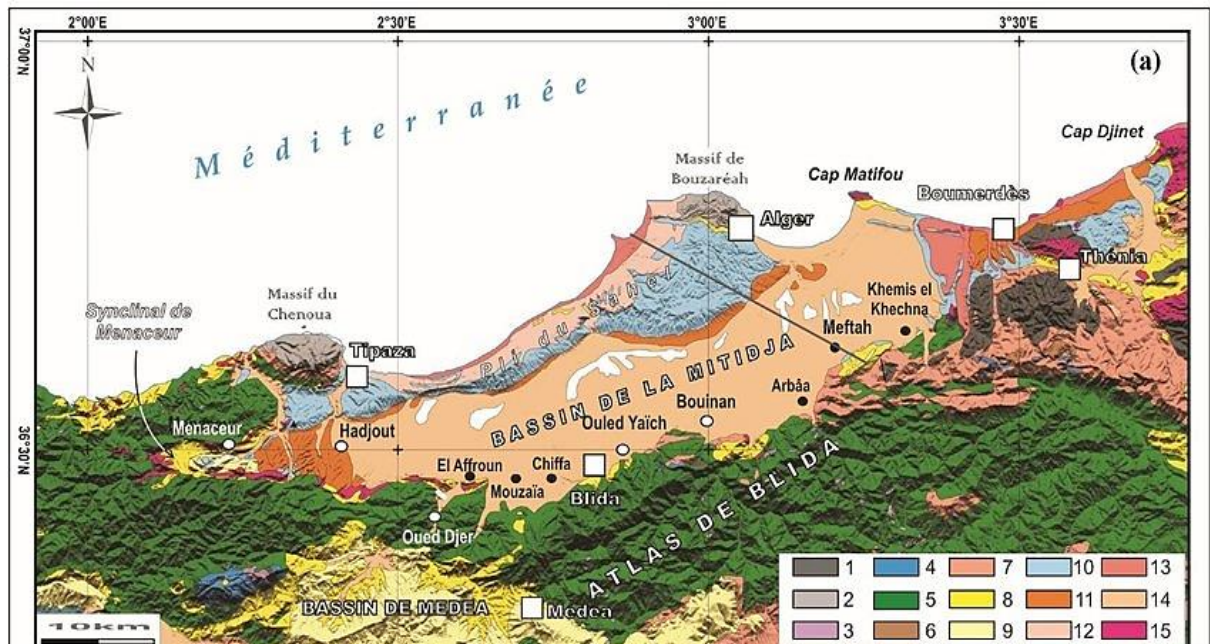 2°00'E 2°30'E 3°00'E 3°30'E
37°00'N
(a)
N
Méditerranée
Cap Djinet
Massif de
Bouzaréah
Cap Matifou
Boumerdès
Alger
Thénia
Synclinal de
Menaceur
Massif du
Chenoua
Pli du Sahel
Khemis el
Khechna
Meftah
Tipaza
BASSIN DE LA MITIDJA
Arbâa
Menaceur
Hadjout
Bouinan
Ouled Yaïch
36°30'N
El Affroun
Chiffa
Mouzaïa
Blida
Oued Djer
ATLAS DE BLIDA
BASSIN DE MEDEA
Medea
10km
1 4 7 10 13
2 5 8 11 14
3 6 9 12 15